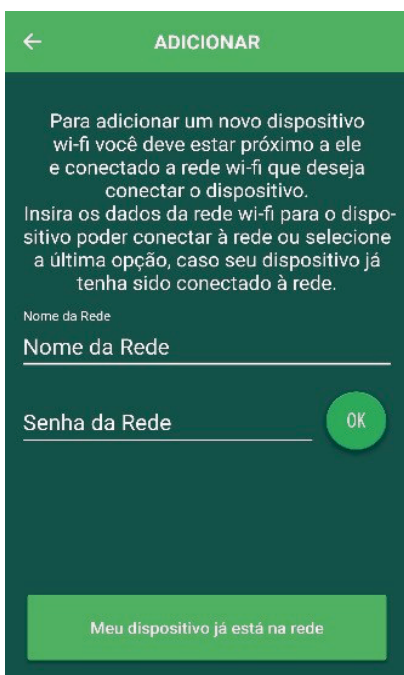 ADICIONAR
Para adicionar um novo dispositivo
wi-fi você deve estar próximo a ele
e conectado a rede wi-fi que deseja
conectar o dispositivo.
Insira os dados da rede wi-fi para o dispo-
sitivo poder conectar à rede ou selecione
a última opção, caso seu dispositivo já
tenha sido conectado à rede.
Nome da Rede
Nome da Rede
Senha da Rede
OK
Meu dispositivo já está na rede